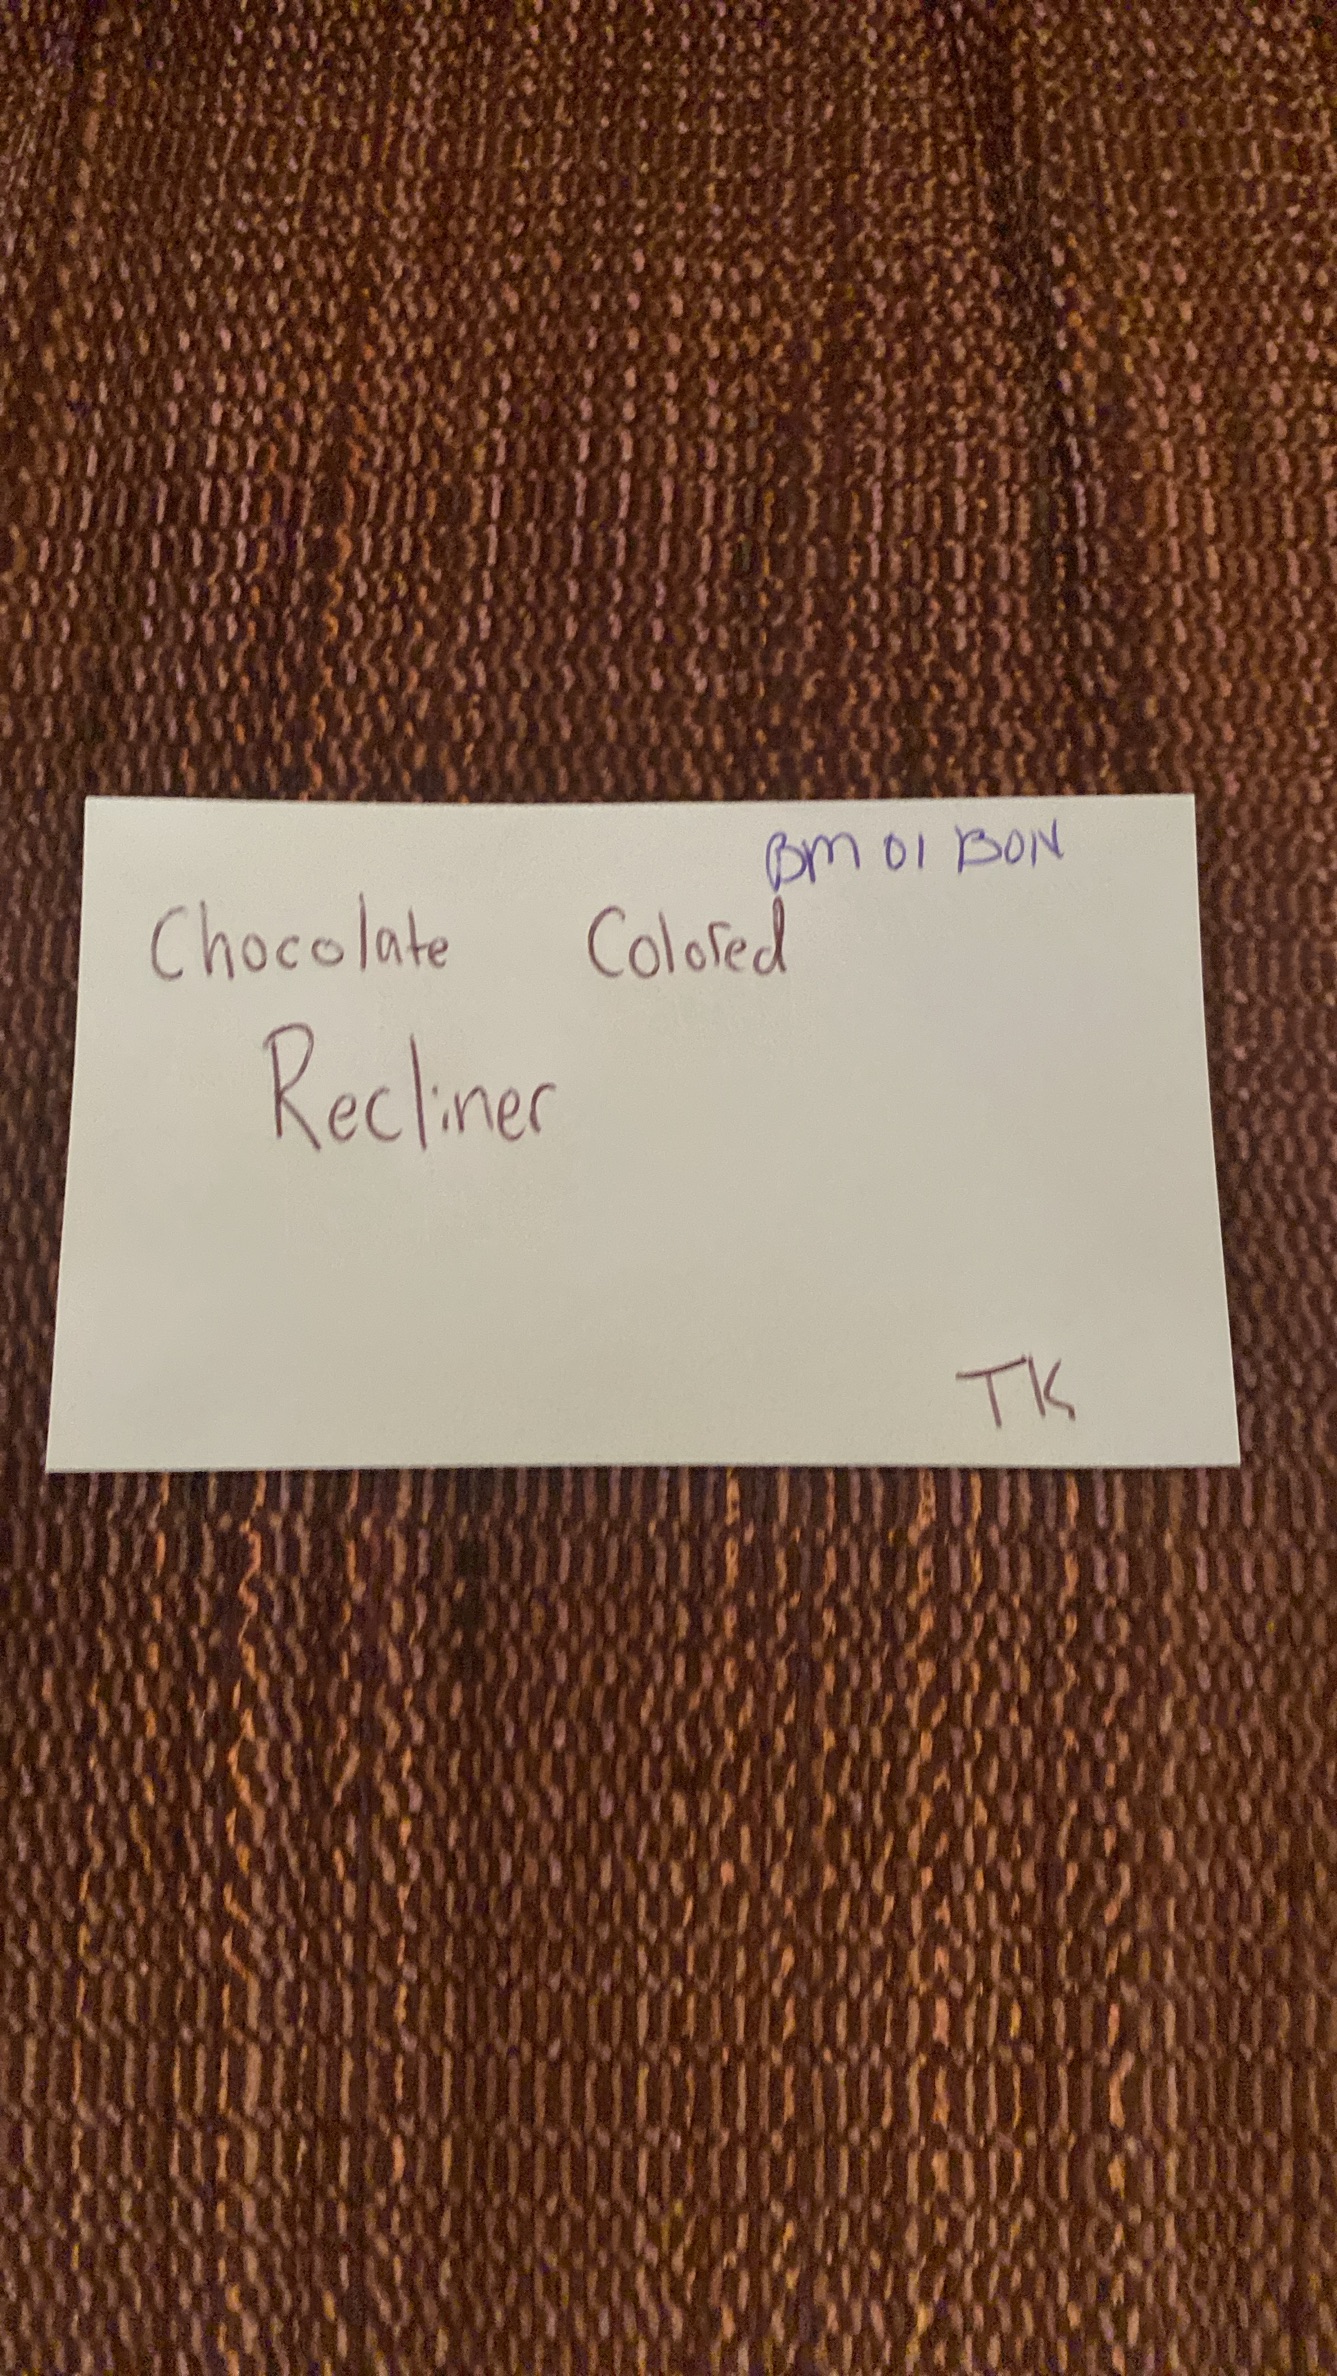 BM 01 BON
Chocolate Colored
Recliner
TK